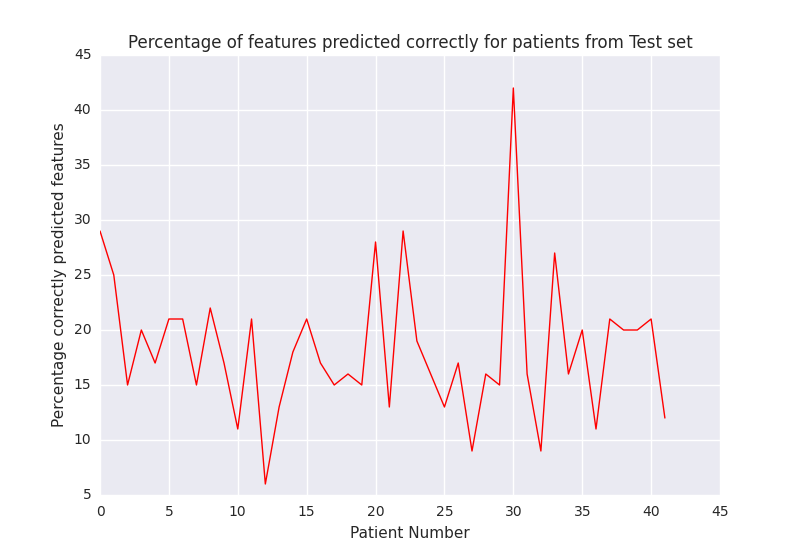 Percentage of features predicted correctly for patients from Test set
45
40
35
30
25
20
15
10
5
Percentage correctly predicted features
0 5 10 15 20 25 30 35 40 45
Patient Number